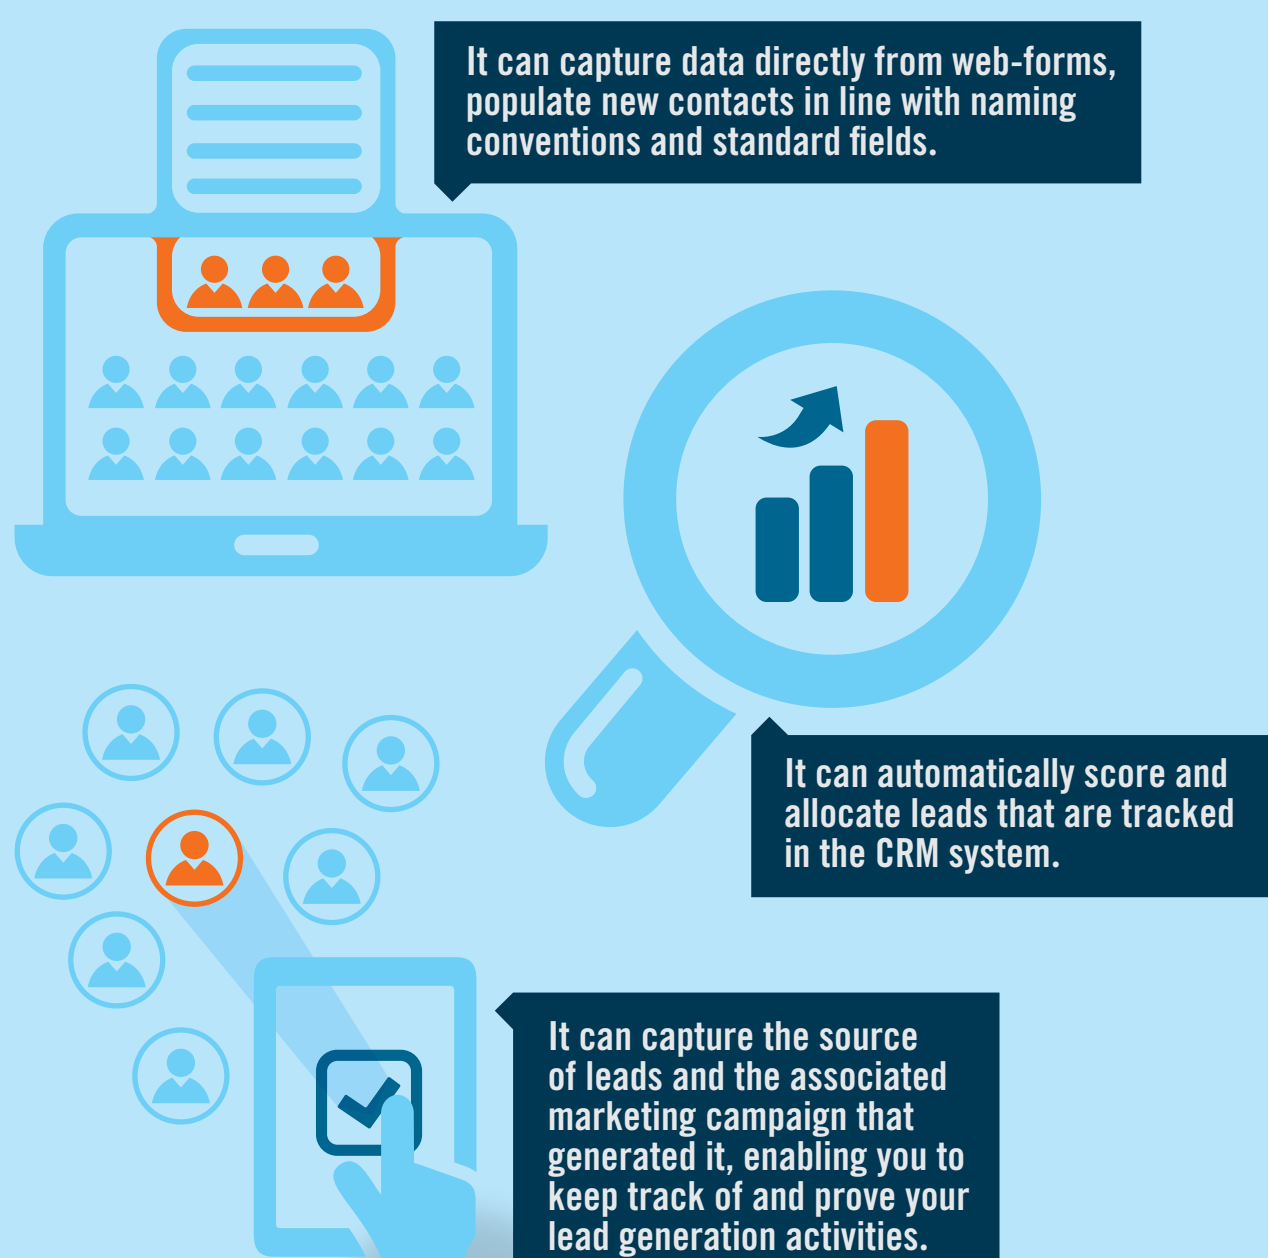 It can capture data directly from web-forms,
populate new contacts in line with naming
conventions and standard fields.
It can automatically score and
allocate leads that are tracked
in the CRM system.
It can capture the source
of leads and the associated
marketing campaign that
generated it, enabling you to
keep track of and prove your
lead generation activities.